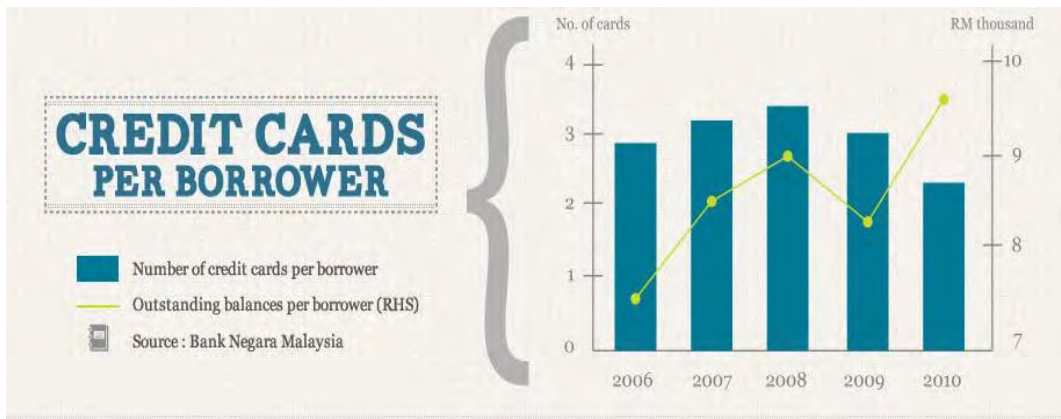 CREDIT CARDS
PER BORROWER
Number of credit cards per borrower
Outstanding balances per borrower (RHS)
Source : Bank Negara Malaysia
No. of cards
RM thousand
4
3
2
1
0
10
9
8
7
2006 2007 2008 2009 2010